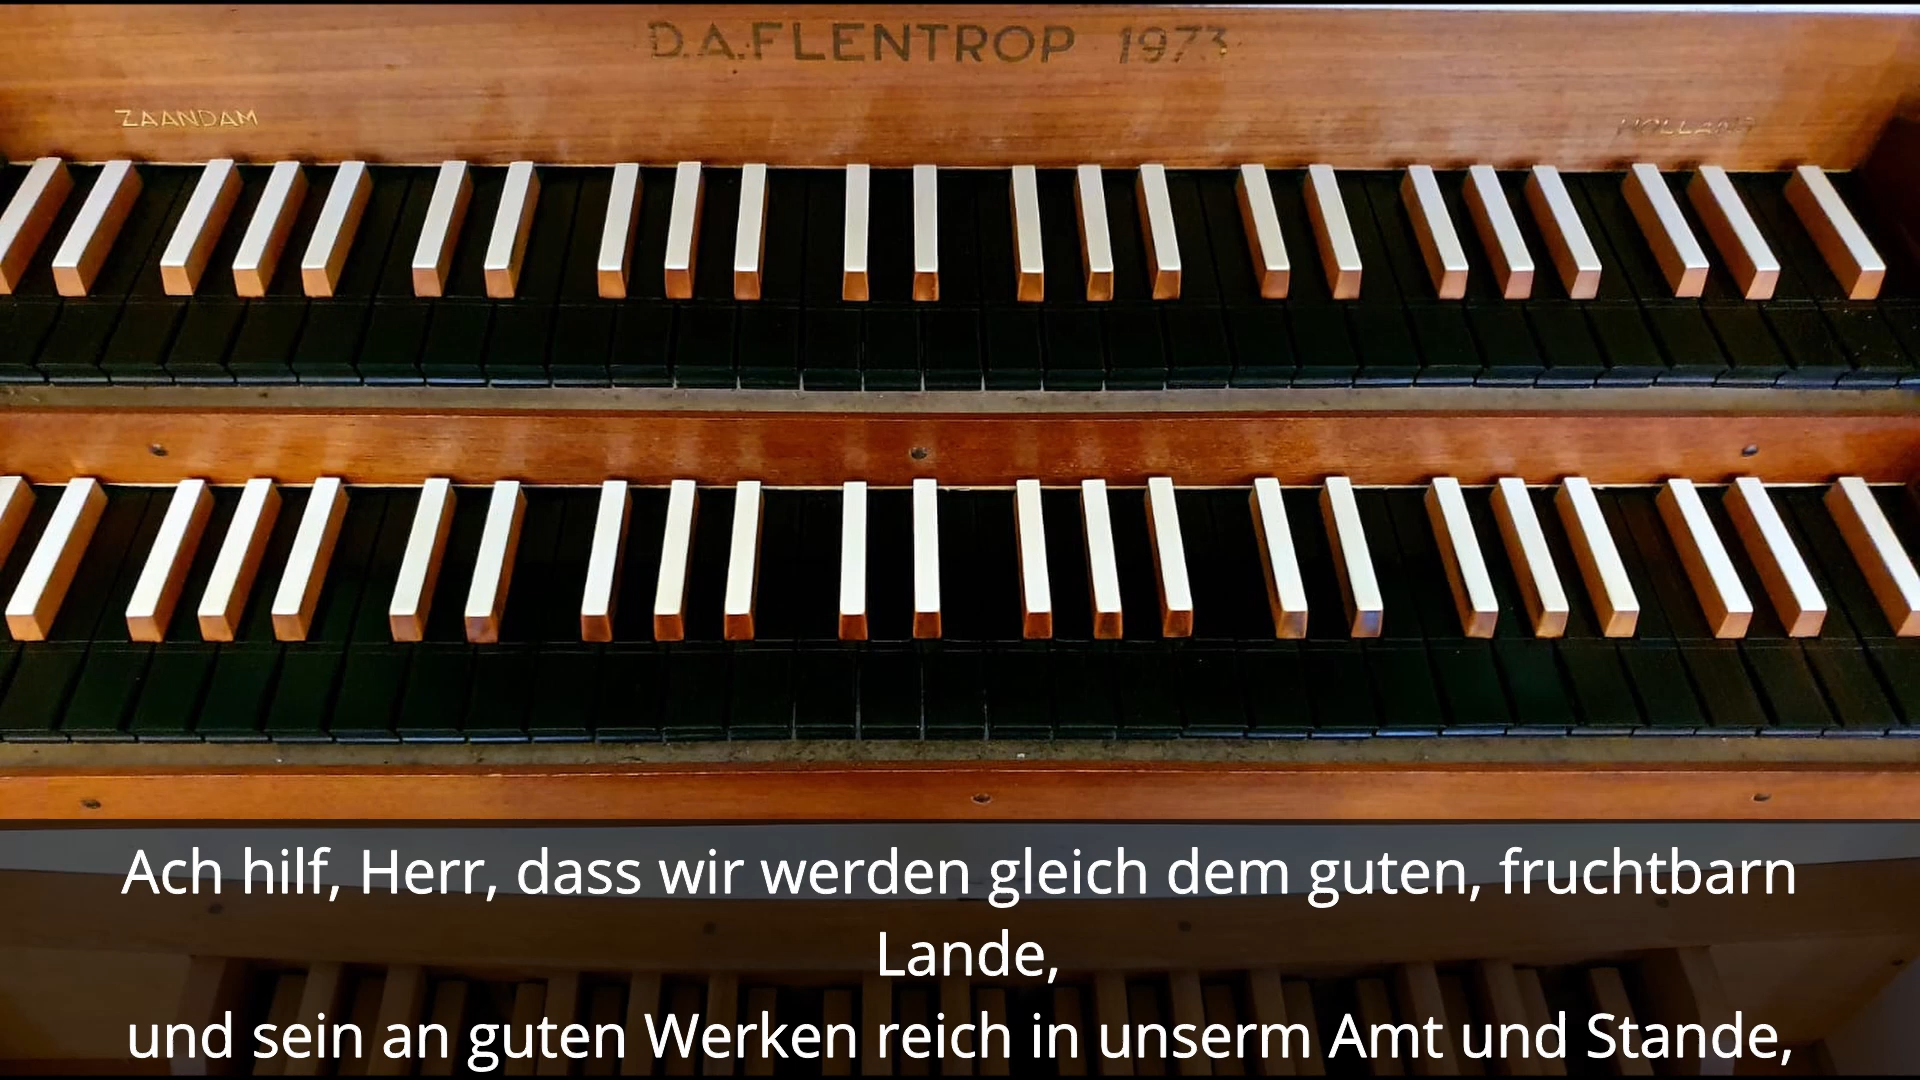 D.A.FLENTROP 1973
ZAANDAM HOLLAND
Ach hilf, Herr, dass wir werden gleich dem guten, fruchtbarn
Lande,
und sein an guten Werken reich in unserm Amt und Stande,